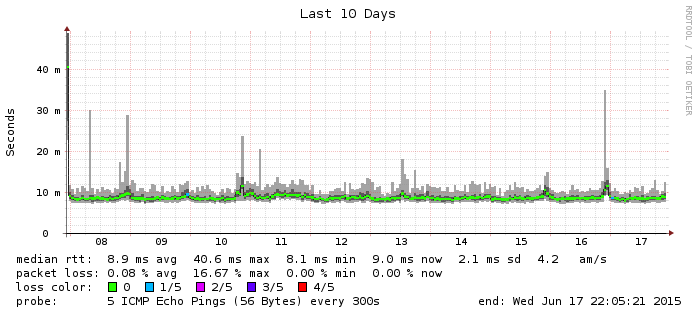 Last 10 Days
RRDTOOL / TOBI OETIKER
Seconds
40 m
30 m
20 m
10 m
0
08 09 10 11 12 13 14 15 16 17
median rtt: 8.9 ms avg 40.6 ms max 8.1 ms min 9.0 ms now 2.1 ms sd 4.2 am/s
packet loss: 0.08 % avg 16.67 % max 0.00 % min 0.00 % now
loss color: 0 1/5 2/5 3/5 4/5
probe: 5 ICMP Echo Pings (56 Bytes) every 300s end: Wed Jun 17 22:05:21 2015